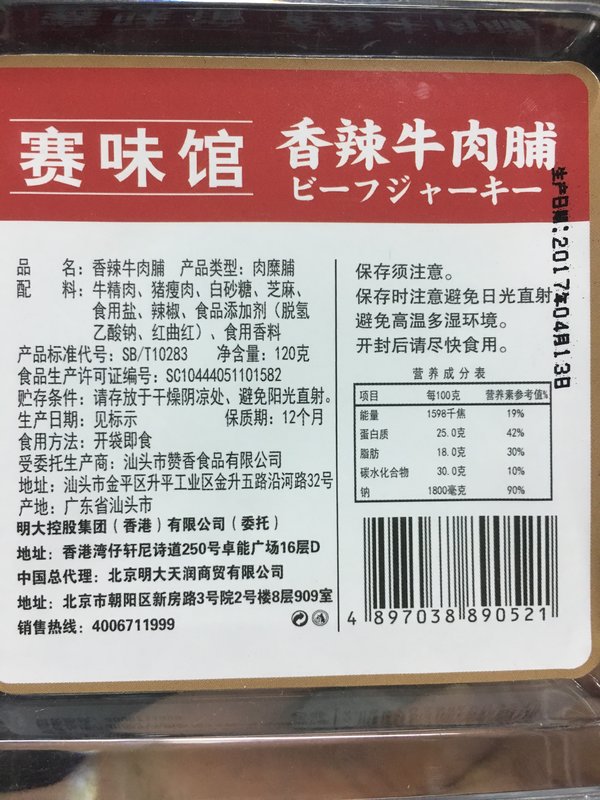 赛味馆
香辣牛肉脯
ビーフジャーキー
生产日期:2017年04月13日
品 名：香辣牛肉脯 产品类型：肉糜脯
配 料：牛精肉、猪瘦肉、白砂糖、芝麻、
食用盐、辣椒、食品添加剂（脱氢
乙酸钠、红曲红）、食用香料
产品标准代号：SB/T10283 净含量：120克
食品生产许可证编号：SC10444051101582
贮存条件：请存放于干燥阴凉处、避免阳光直射。
生产日期：见标示 保质期：12个月
食用方法：开袋即食
受委托生产商：汕头市赞香食品有限公司
地址：汕头市金平区升平工业区金升五路沿河路32号
产地：广东省汕头市
明大控股集团（香港）有限公司（委托）
地址：香港湾仔轩尼诗道250号卓能广场16层D
中国总代理：北京明大天润商贸有限公司
地址：北京市朝阳区新房路3号院2号楼8层909室
销售热线：4006711999
保存须注意。
保存时注意避免日光直射
避免高温多湿环境。
开封后请尽快食用。
营养成分表
项目 每100克 营养素参考值%
能量 1598千焦 19%
蛋白质 25.0克 42%
脂肪 18.0克 30%
碳水化合物 30.0克 10%
钠 1800毫克 90%
4 897038 890521